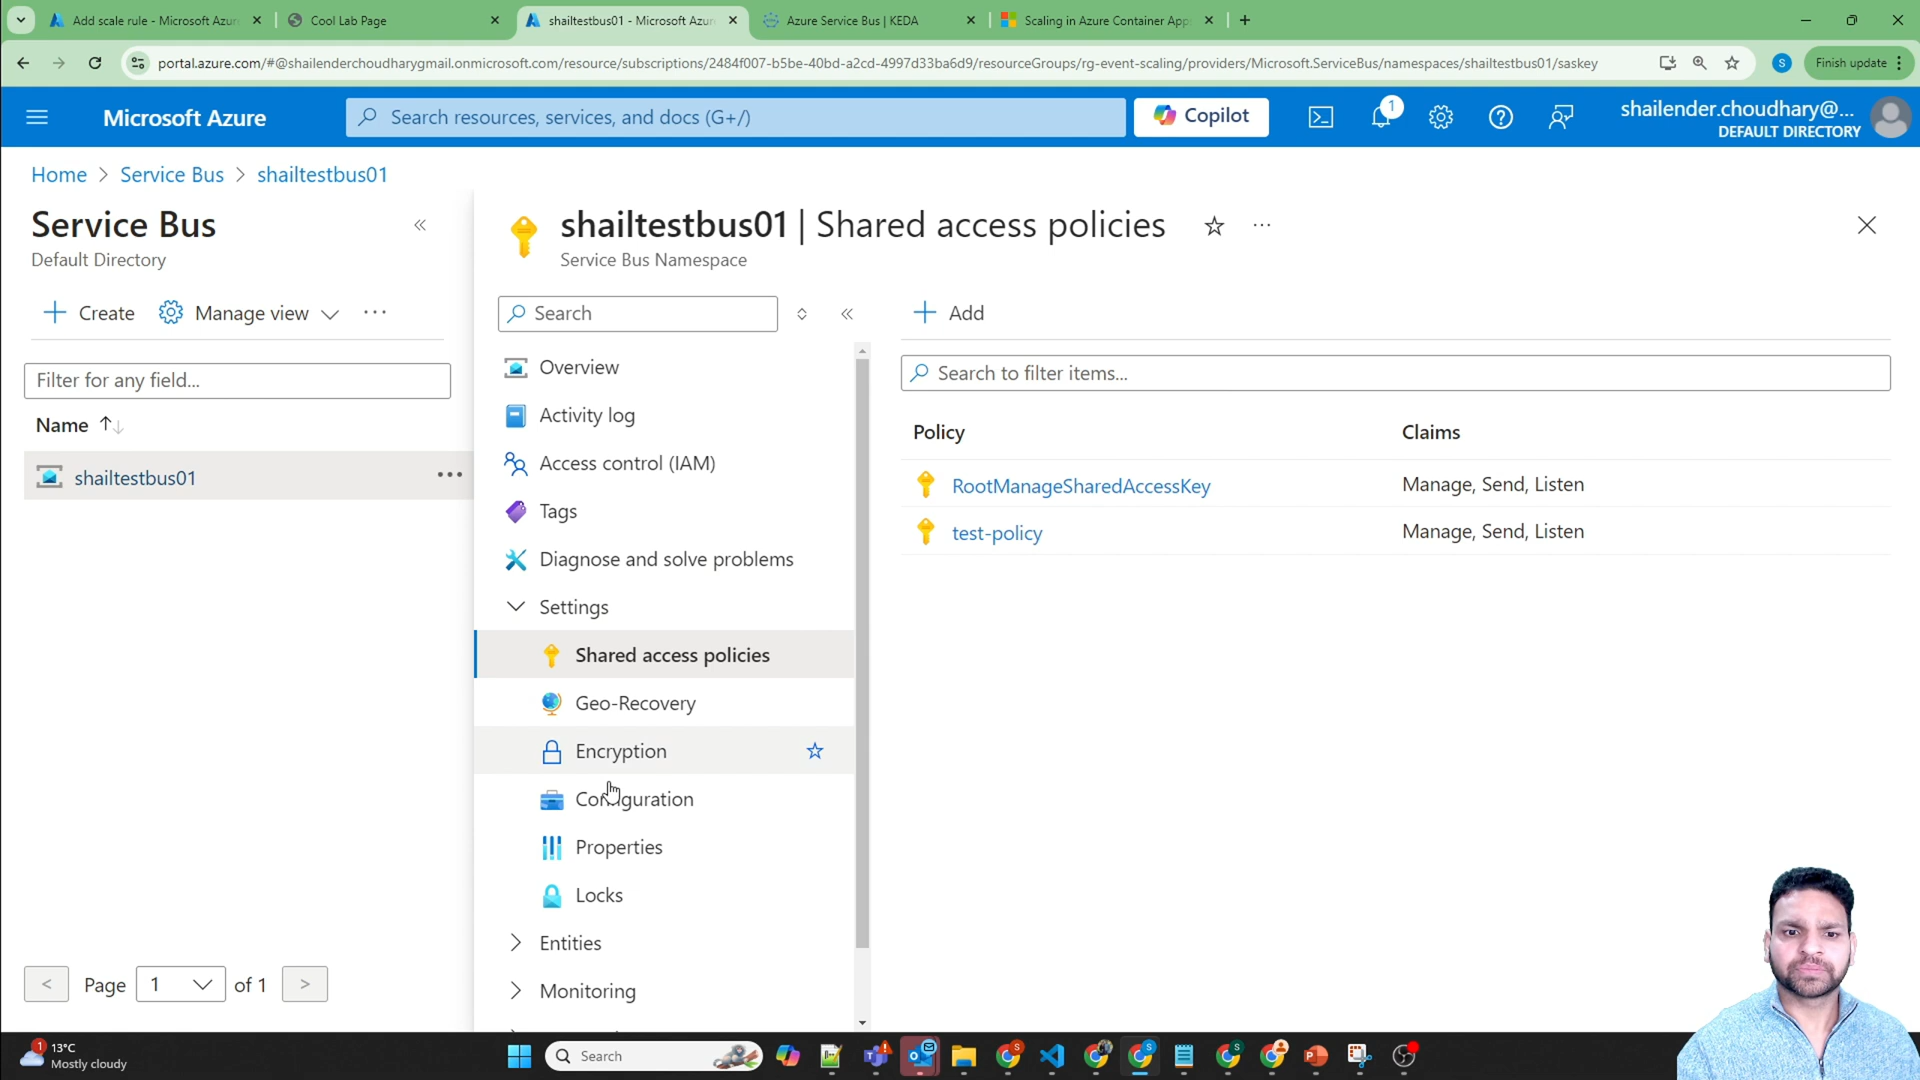 Add scale rule - Microsoft Azur
Cool Lab Page
shailtestbus01 - Microsoft Azur
Azure Service Bus | KEDA
Scaling in Azure Container App
portal.azure.com/#@shailenderchoudharygmail.onmicrosoft.com/resource/subscriptions/2484f007-b5be-40bd-a2cd-4997d33ba6d9/resourceGroups/rg-event-scaling/providers/Microsoft.ServiceBus/namespaces/shailtestbus01/saskey
S
Finish update
Microsoft Azure
Search resources, services, and docs (G+/)
Copilot
1
shailender.choudhary@...
DEFAULT DIRECTORY
Home > Service Bus > shailtestbus01
Service Bus
Default Directory
shailtestbus01 | Shared access policies
Service Bus Namespace
Create
Manage view
Filter for any field...
Name
shailtestbus01
Page 1 of 1
Search
Overview
Activity log
Access control (IAM)
Tags
Diagnose and solve problems
Settings
Shared access policies
Geo-Recovery
Encryption
Configuration
Properties
Locks
Entities
Monitoring
Add
Search to filter items...
Policy Claims
RootManageSharedAccessKey Manage, Send, Listen
test-policy Manage, Send, Listen
1
13°C
Mostly cloudy
Search